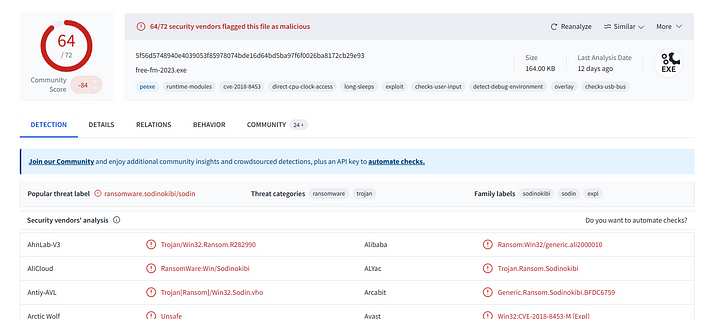 64
/ 72
Community
Score
-84
64/72 security vendors flagged this file as malicious
Reanalyze
Similar
More
5f56d5748940e4039053f85978074bde16d64bd5ba97f6f0026ba8172cb29e93
free-fm-2023.exe
Size
164.00 KB
Last Analysis Date
12 days ago
EXE
peexe
runtime-modules
cve-2018-8453
direct-cpu-clock-access
long-sleeps
exploit
checks-user-input
detect-debug-environment
overlay
checks-usb-bus
DETECTION
DETAILS
RELATIONS
BEHAVIOR
COMMUNITY 24+
Join our Community and enjoy additional community insights and crowdsourced detections, plus an API key to automate checks.
Popular threat label ransomware.sodinokibi/sodin
Threat categories ransomware trojan
Family labels sodinokibi sodin expl
Security vendors' analysis
Do you want to automate checks?
AhnLab-V3 Trojan/Win32.Ransom.R282990
Alibaba Ransom:Win32/generic.ali2000010
AliCloud RansomWare:Win/Sodinokibi
ALYac Trojan.Ransom.Sodinokibi
Antiy-AVL Trojan[Ransom]/Win32.Sodin.vho
Arcabit Generic.Ransom.Sodinokibi.BFDC6759
Arctic Wolf Unsafe
Avast Win32:CVE-2018-8453-M [Expl]